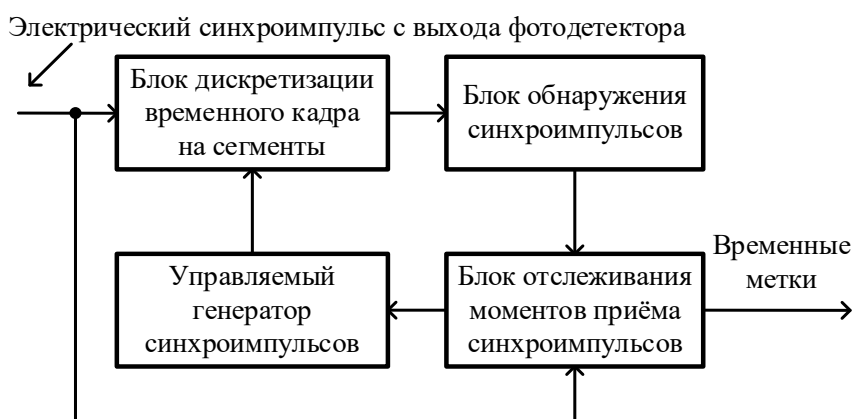 Электрический синхроимпульс с выхода фотодетектора
Блок дискретизации
временного кадра
на сегменты
Блок обнаружения
синхроимпульсов
Управляемый
генератор
синхроимпульсов
Блок отслеживания
моментов приёма
синхроимпульсов
Временные
метки